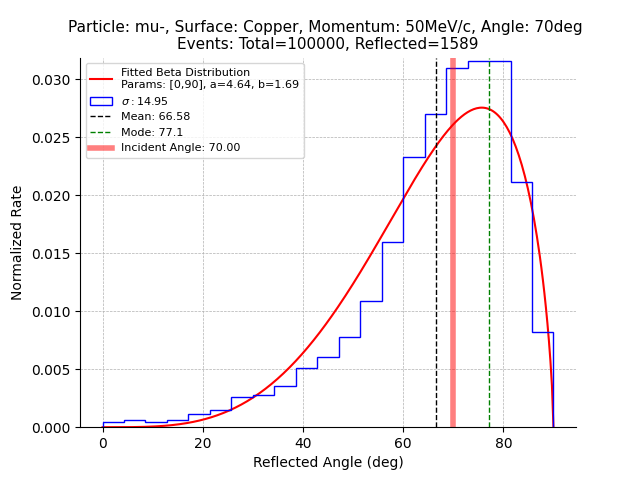 Particle: mu-, Surface: Copper, Momentum: 50MeV/c, Angle: 70deg
Events: Total=100000, Reflected=1589
Fitted Beta Distribution
Params: [0,90], a=4.64, b=1.69
σ: 14.95
Mean: 66.58
Mode: 77.1
Incident Angle: 70.00
0.030
0.025
0.020
0.015
0.010
0.005
0.000
Normalized Rate
0
20
40
60
80
Reflected Angle (deg)